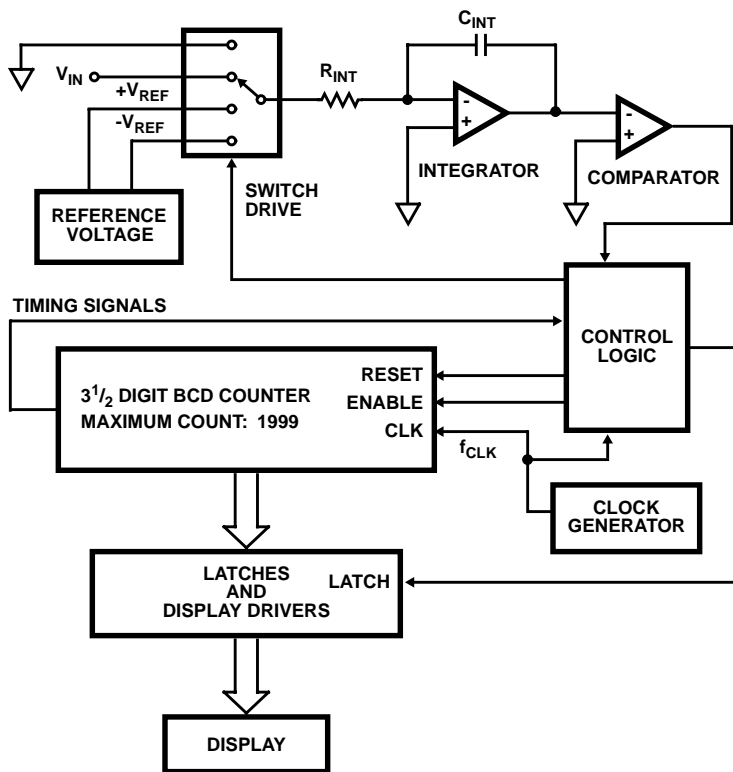 C_INT
V_IN
R_INT
+V_REF
-V_REF
-
+
-
+
INTEGRATOR
COMPARATOR
SWITCH
DRIVE
REFERENCE
VOLTAGE
TIMING SIGNALS
CONTROL
LOGIC
RESET
3 1/2 DIGIT BCD COUNTER
ENABLE
MAXIMUM COUNT: 1999
CLK
f_CLK
CLOCK
GENERATOR
LATCHES
AND
DISPLAY DRIVERS
LATCH
DISPLAY